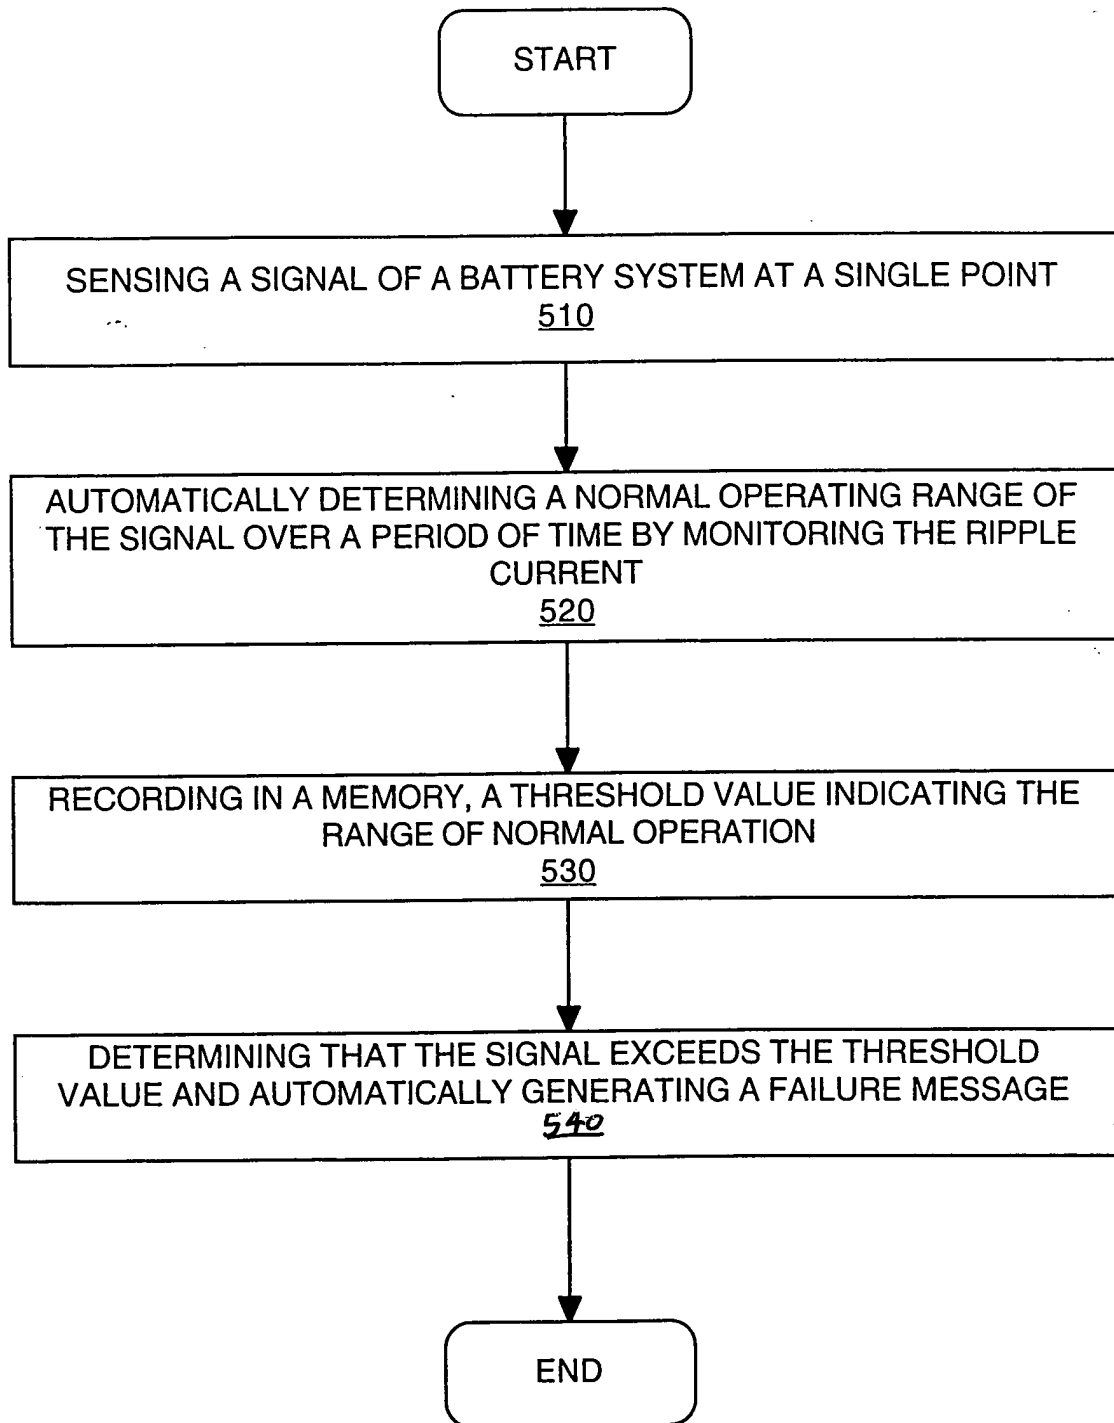 START
SENSING A SIGNAL OF A BATTERY SYSTEM AT A SINGLE POINT
510
AUTOMATICALLY DETERMINING A NORMAL OPERATING RANGE OF
THE SIGNAL OVER A PERIOD OF TIME BY MONITORING THE RIPPLE
CURRENT
520
RECORDING IN A MEMORY, A THRESHOLD VALUE INDICATING THE
RANGE OF NORMAL OPERATION
530
DETERMINING THAT THE SIGNAL EXCEEDS THE THRESHOLD
VALUE AND AUTOMATICALLY GENERATING A FAILURE MESSAGE
540
END